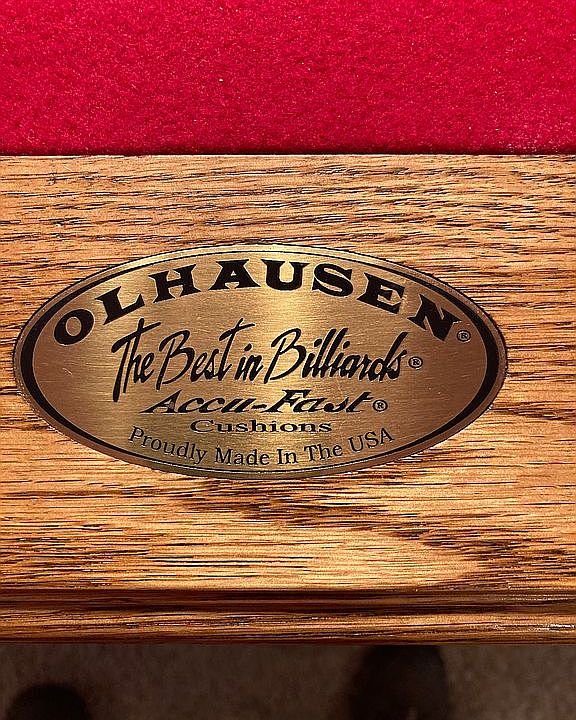 OLHAUSEN®
The Best in Billiards®
Accu-Fast®
Cushions
Proudly Made In The USA